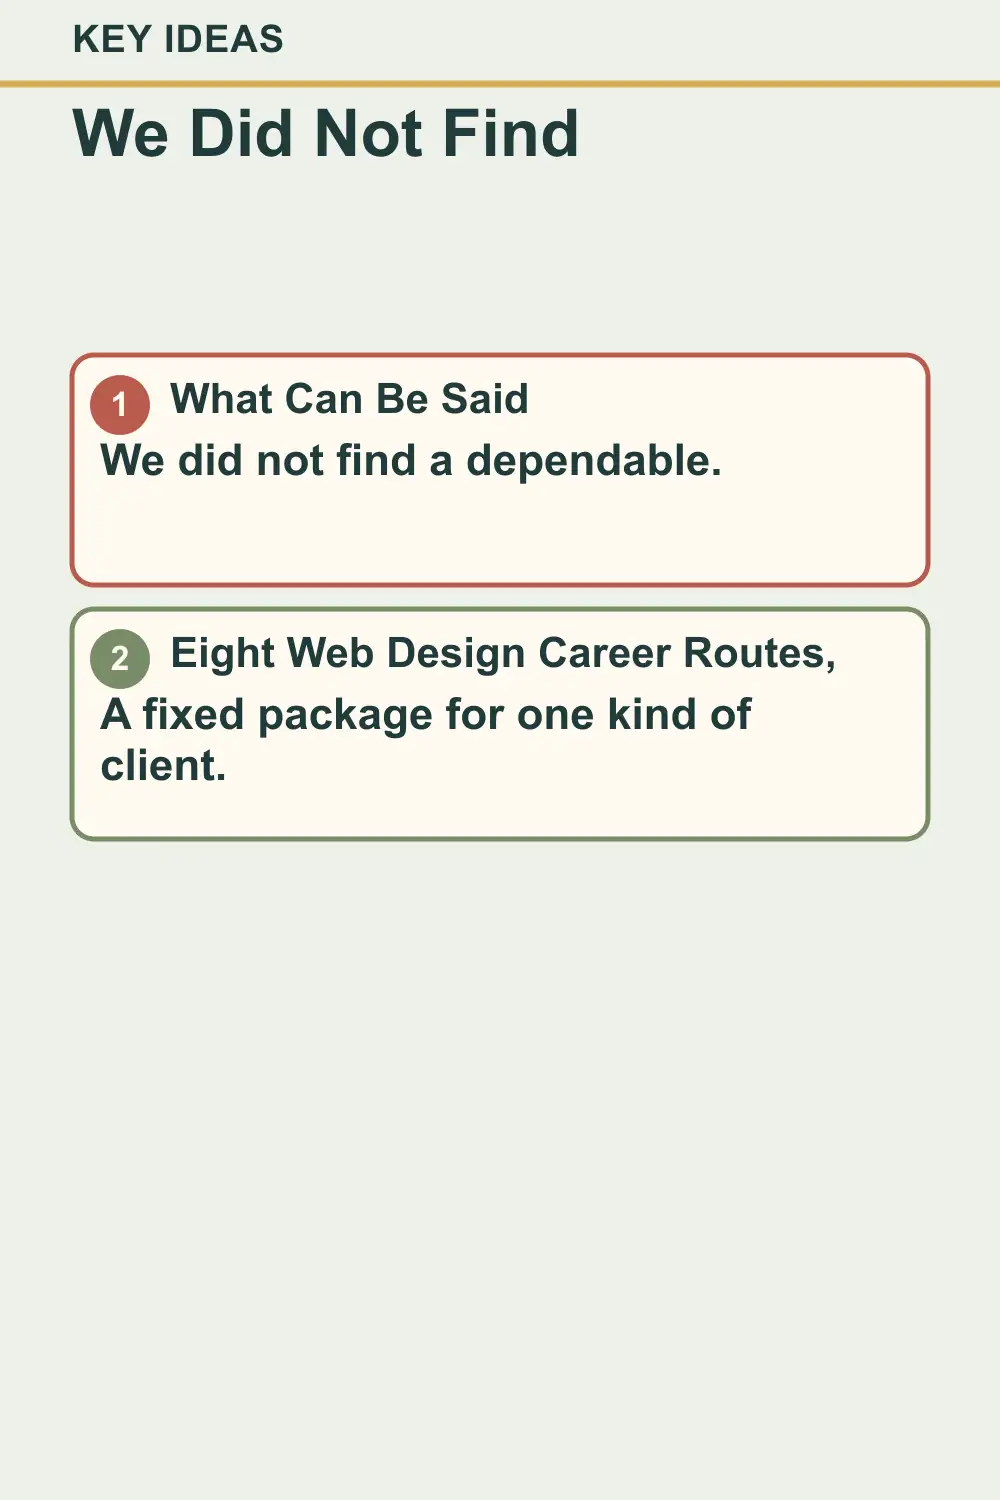 KEY IDEAS
We Did Not Find
1 What Can Be Said
We did not find a dependable.
2 Eight Web Design Career Routes,
A fixed package for one kind of
client.